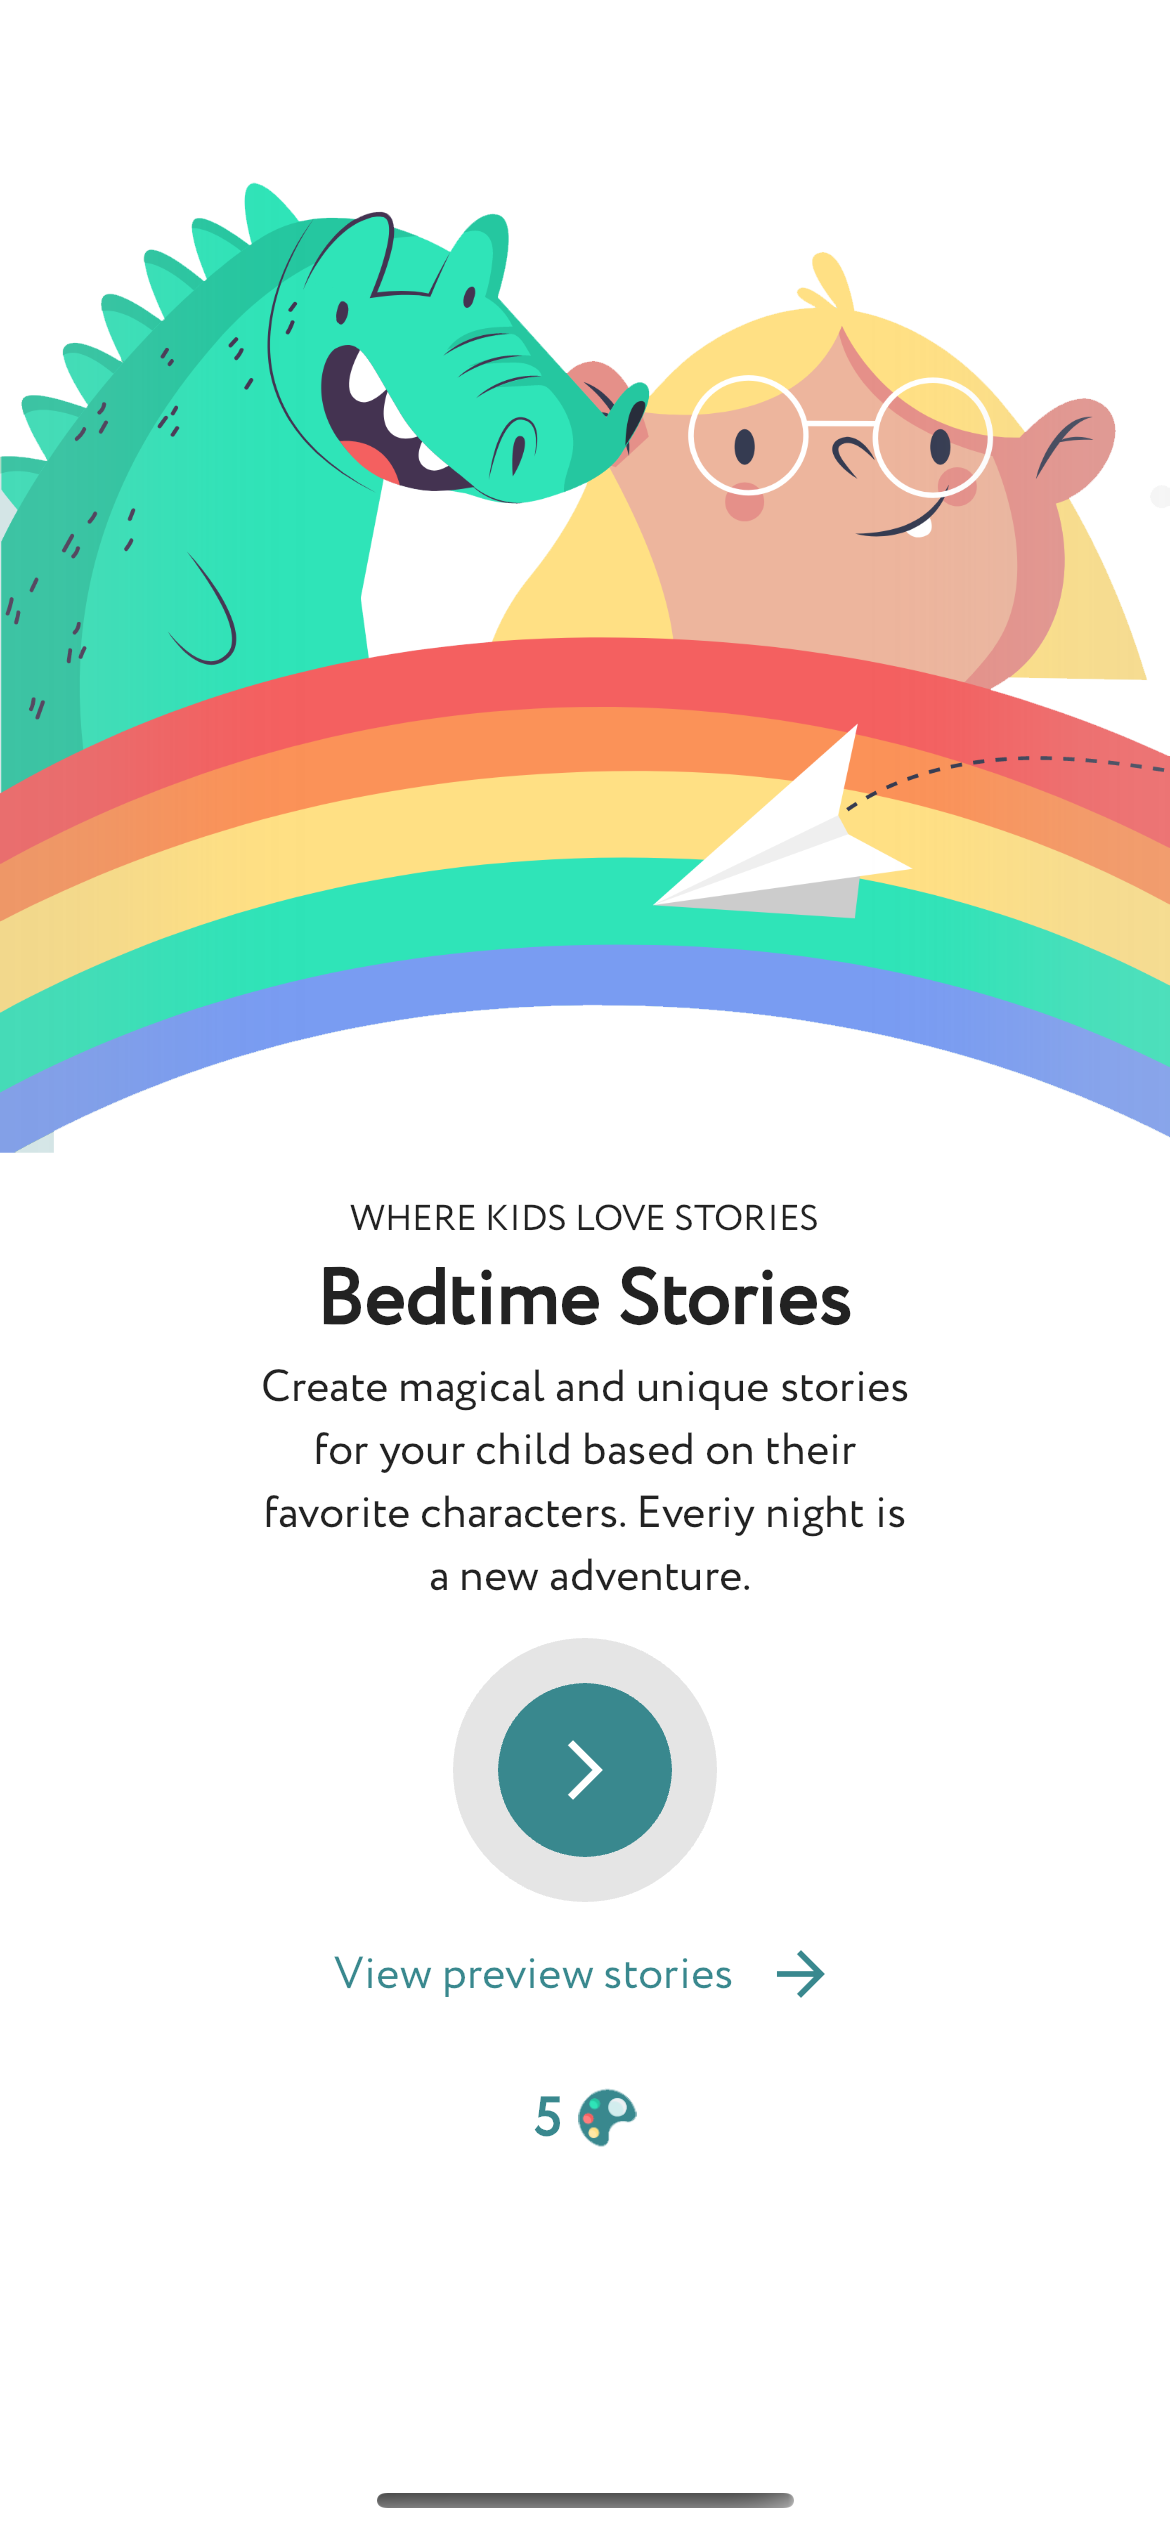 WHERE KIDS LOVE STORIES
Bedtime Stories
Create magical and unique stories
for your child based on their
favorite characters. Everiy night is
a new adventure.
View preview stories
5